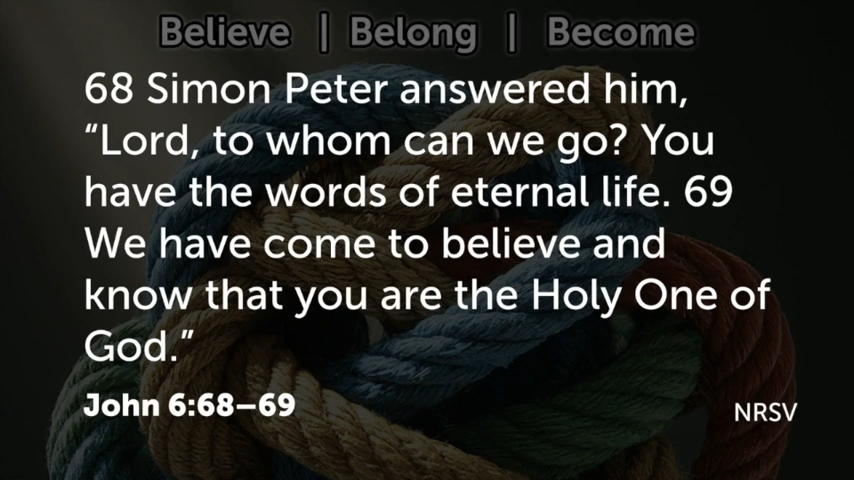 Believe | Belong | Become
68 Simon Peter answered him,
“Lord, to whom can we go? You
have the words of eternal life. 69
We have come to believe and
know that you are the Holy One of
God.”
John 6:68–69
NRSV